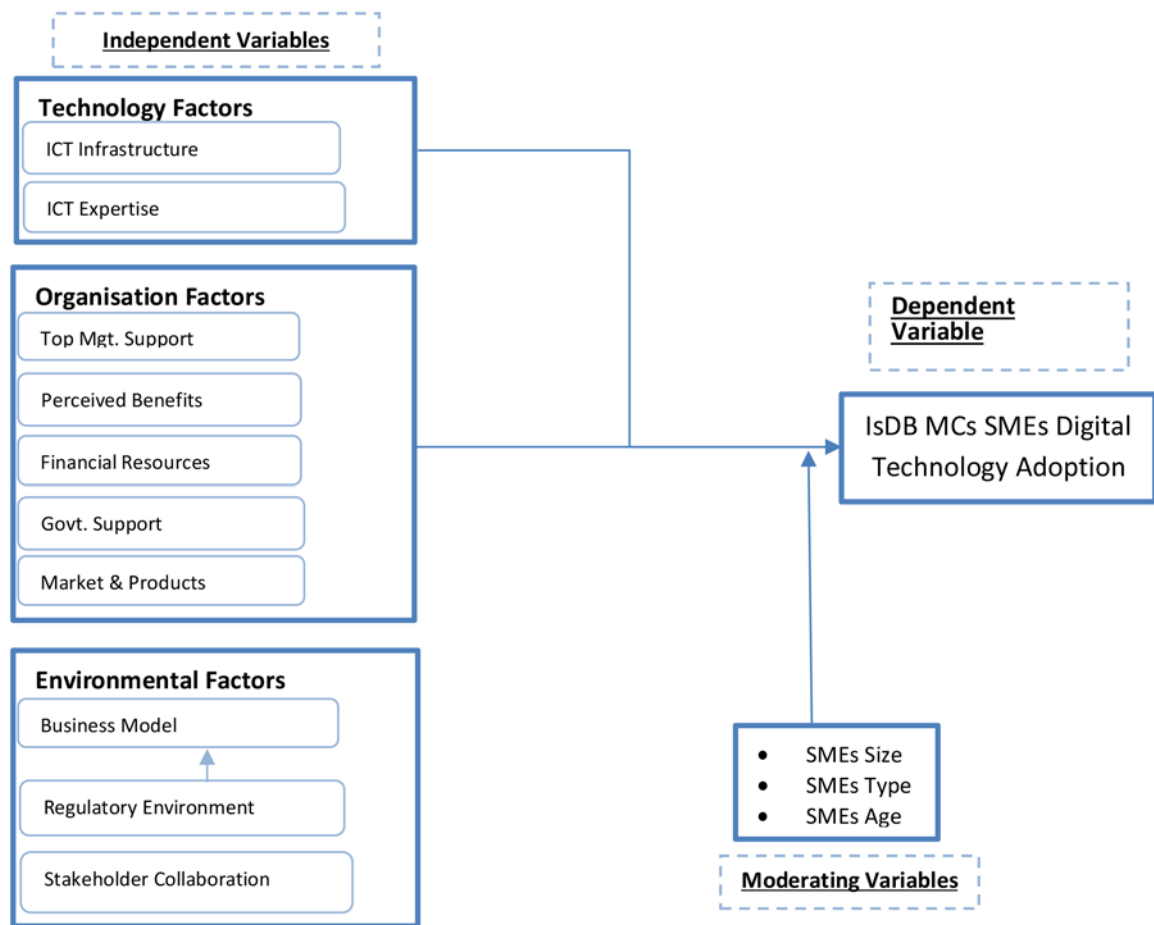 Independent Variables
Technology Factors
ICT Infrastructure
ICT Expertise
Organisation Factors
Top Mgt. Support
Perceived Benefits
Financial Resources
Govt. Support
Market & Products
Environmental Factors
Business Model
Regulatory Environment
Stakeholder Collaboration
Dependent
Variable
IsDB MCs SMEs Digital
Technology Adoption
• SMEs Size
• SMEs Type
• SMEs Age
Moderating Variables